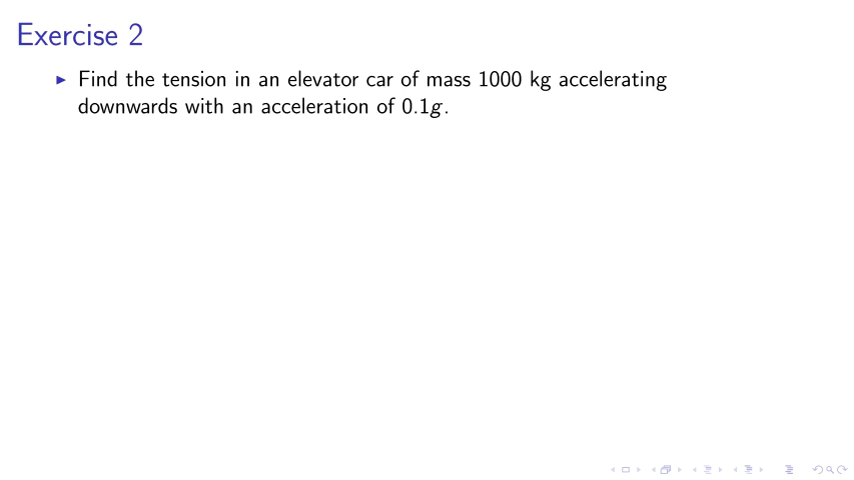 Exercise 2
Find the tension in an elevator car of mass 1000 kg accelerating
downwards with an acceleration of 0.1g.